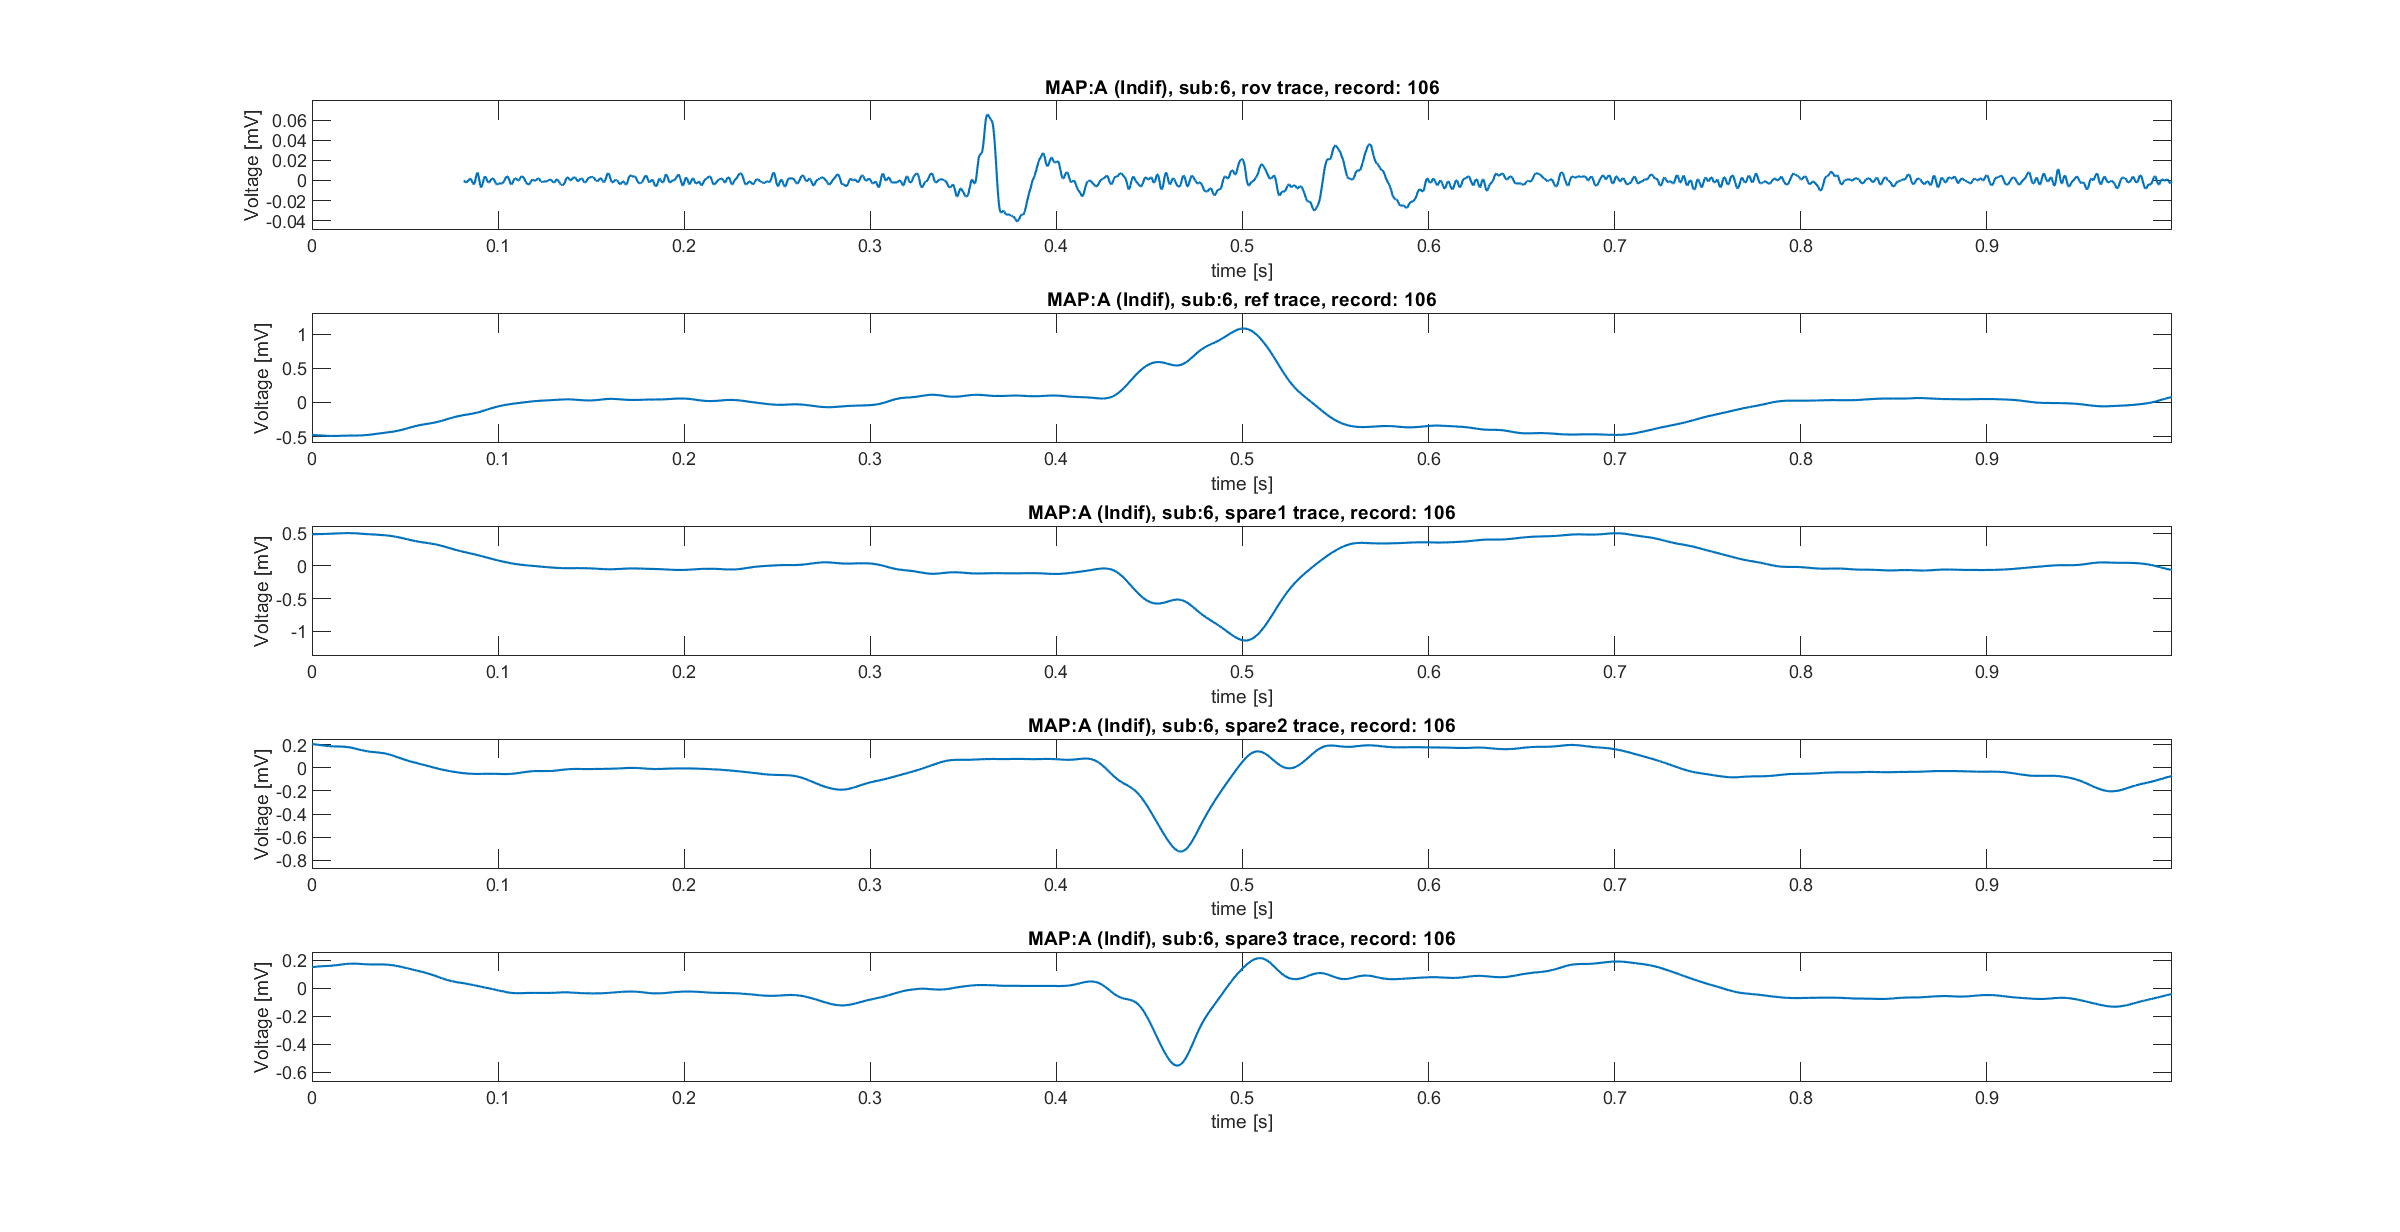 MAP:A (Indif), sub:6, rov trace, record: 106
Voltage [mV]
0.06
0.04
0.02
0
-0.02
-0.04
0 0.1 0.2 0.3 0.4 0.5 0.6 0.7 0.8 0.9
time [s]
MAP:A (Indif), sub:6, ref trace, record: 106
Voltage [mV]
1
0.5
0
-0.5
0 0.1 0.2 0.3 0.4 0.5 0.6 0.7 0.8 0.9
time [s]
MAP:A (Indif), sub:6, spare1 trace, record: 106
Voltage [mV]
0.5
0
-0.5
-1
0 0.1 0.2 0.3 0.4 0.5 0.6 0.7 0.8 0.9
time [s]
MAP:A (Indif), sub:6, spare2 trace, record: 106
Voltage [mV]
0.2
0
-0.2
-0.4
-0.6
-0.8
0 0.1 0.2 0.3 0.4 0.5 0.6 0.7 0.8 0.9
time [s]
MAP:A (Indif), sub:6, spare3 trace, record: 106
Voltage [mV]
0.2
0
-0.2
-0.4
-0.6
0 0.1 0.2 0.3 0.4 0.5 0.6 0.7 0.8 0.9
time [s]